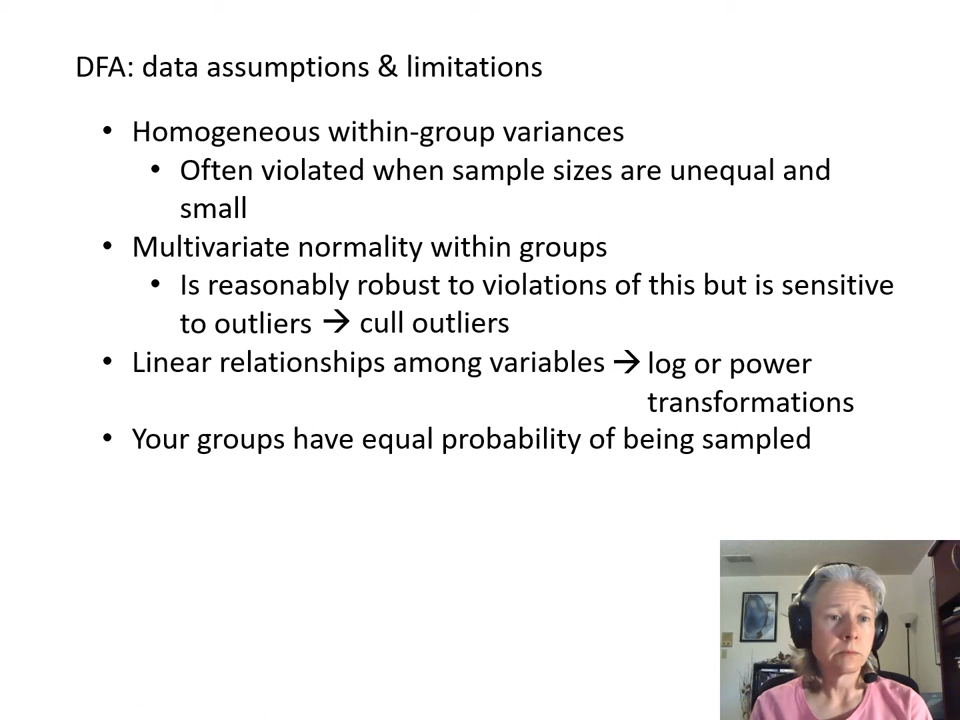 DFA: data assumptions & limitations
• Homogeneous within-group variances
• Often violated when sample sizes are unequal and
small
• Multivariate normality within groups
• Is reasonably robust to violations of this but is sensitive
to outliers → cull outliers
• Linear relationships among variables → log or power
transformations
• Your groups have equal probability of being sampled